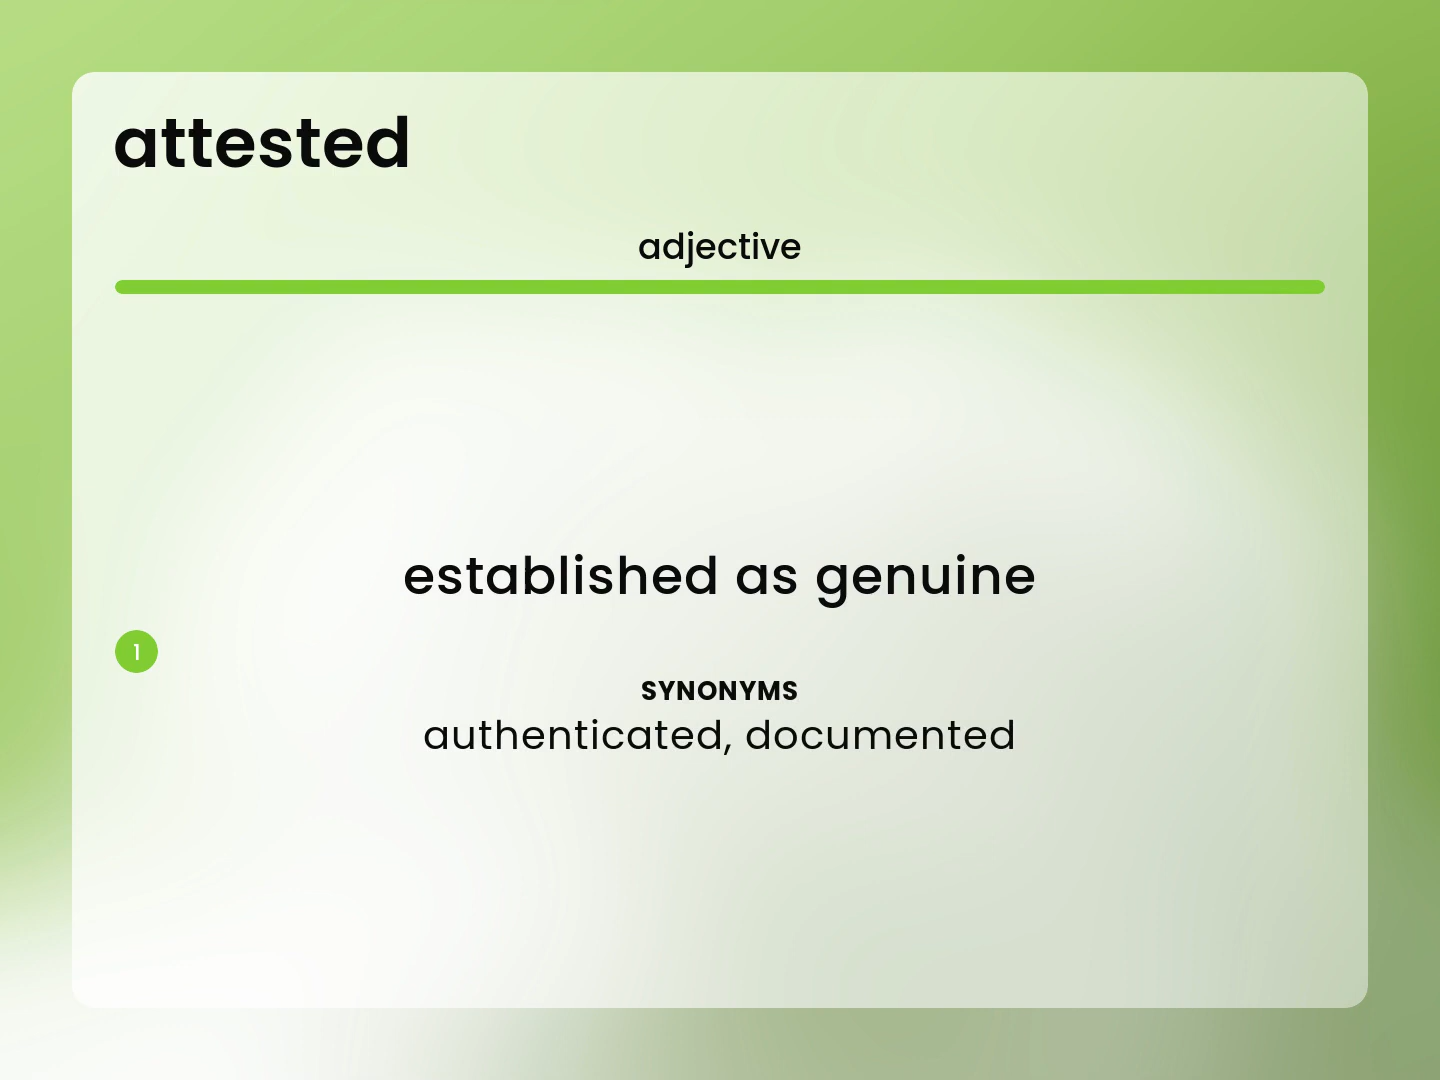 attested
adjective
established as genuine
1
SYNONYMS
authenticated, documented